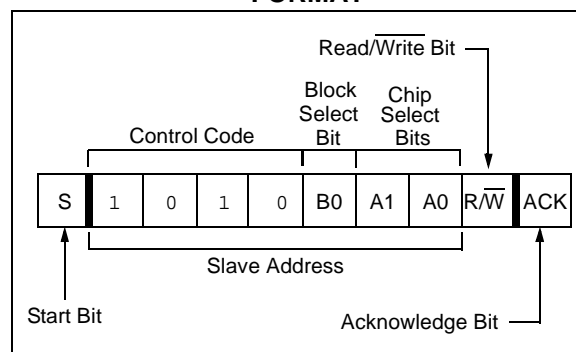 FORMAT
Read/Write Bit
Block
Select
Bit
Chip
Select
Bits
Control Code
S 1 0 1 0 B0 A1 A0 R/W ACK
Slave Address
Start Bit
Acknowledge Bit